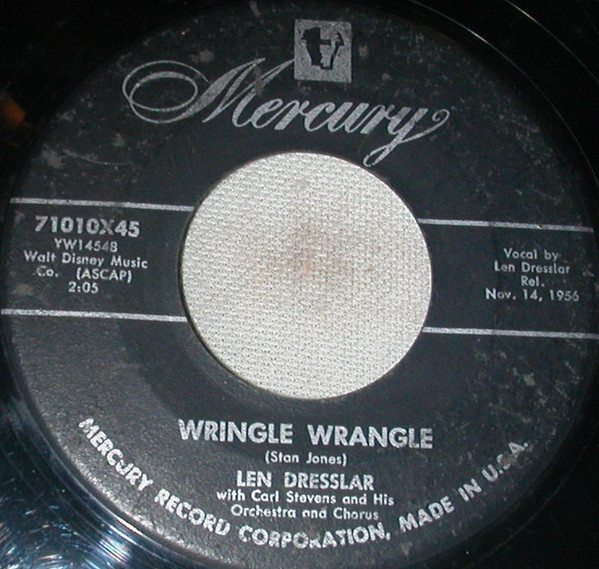 Mercury
71010X45
YW14548
Walt Disney Music
Co. (ASCAP)
2:05
Vocal by
Len Dresslar
Rel.
Nov. 14, 1956
WRINGLE WRANGLE
(Stan Jones)
LEN DRESSLAR
with Carl Stevens and His
Orchestra and Chorus
MERCURY RECORD CORPORATION, MADE IN U.S.A.